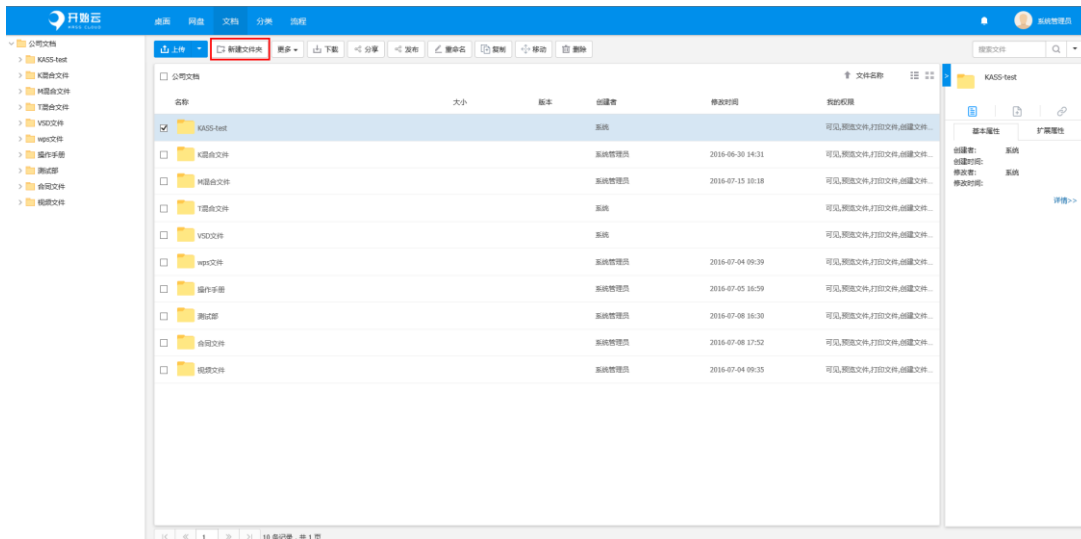 开始云
桌面 网盘 文档 分类 流程
系统管理员
公司文档
KASS-test
K混合文件
M混合文件
T混合文件
VSD文件
wps文件
操作手册
测试部
合同文件
视频文件
上传 新建文件夹 更多 下载 分享 发布 重命名 复制 移动 删除
搜索文件
公司文档 文件名称
名称 大小 版本 创建者 修改时间 我的权限
KASS-test 系统 可见,预览文件,打印文件,创建文件...
K混合文件 系统管理员 2016-06-30 14:31 可见,预览文件,打印文件,创建文件...
M混合文件 系统管理员 2016-07-15 10:18 可见,预览文件,打印文件,创建文件...
T混合文件 系统 可见,预览文件,打印文件,创建文件...
VSD文件 系统 可见,预览文件,打印文件,创建文件...
wps文件 系统管理员 2016-07-04 09:39 可见,预览文件,打印文件,创建文件...
操作手册 系统管理员 2016-07-05 16:59 可见,预览文件,打印文件,创建文件...
测试部 系统管理员 2016-07-08 16:30 可见,预览文件,打印文件,创建文件...
合同文件 系统管理员 2016-07-08 17:52 可见,预览文件,打印文件,创建文件...
视频文件 系统管理员 2016-07-04 09:35 可见,预览文件,打印文件,创建文件...
1 10 条记录 共 1 页
KASS-test
基本属性 扩展属性
创建者: 系统
创建时间:
修改者: 系统
修改时间:
详情>>